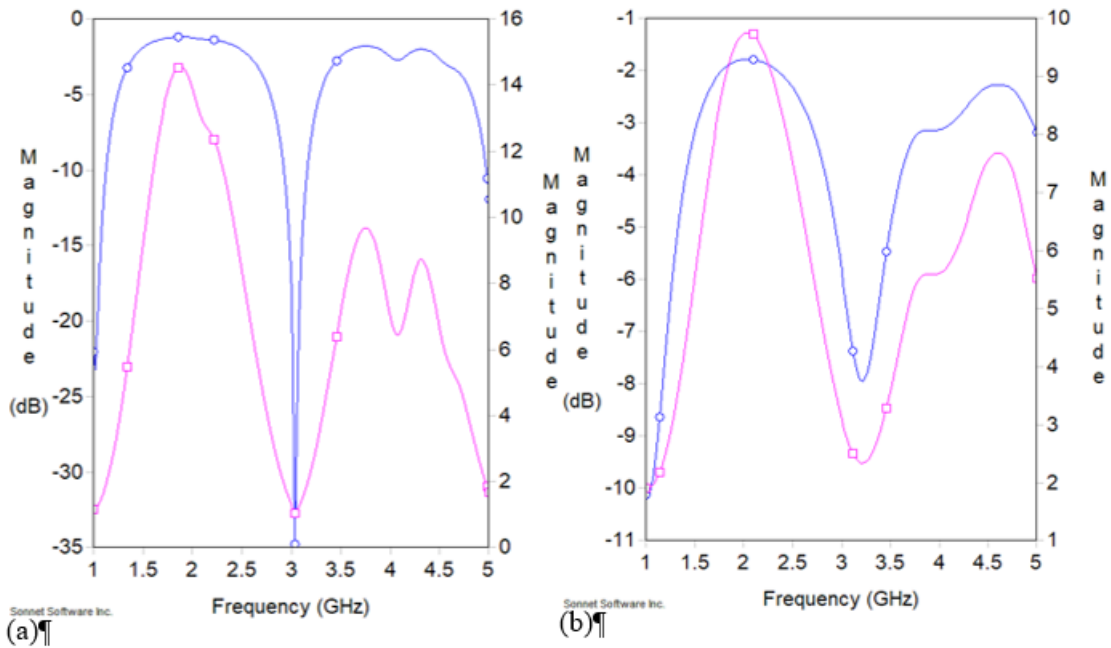 0
-5
-10
-15
-20
-25
-30
-35
Magnitude
(dB)
16
14
12
10
8
6
4
2
0
Magnitude
1 1.5 2 2.5 3 3.5 4 4.5 5
Frequency (GHz)
Sonnet Software Inc.
(a)¶
-1
-2
-3
-4
-5
-6
-7
-8
-9
-10
-11
Magnitude
(dB)
10
9
8
7
6
5
4
3
2
1
Magnitude
1 1.5 2 2.5 3 3.5 4 4.5 5
Frequency (GHz)
Sonnet Software Inc.
(b)¶